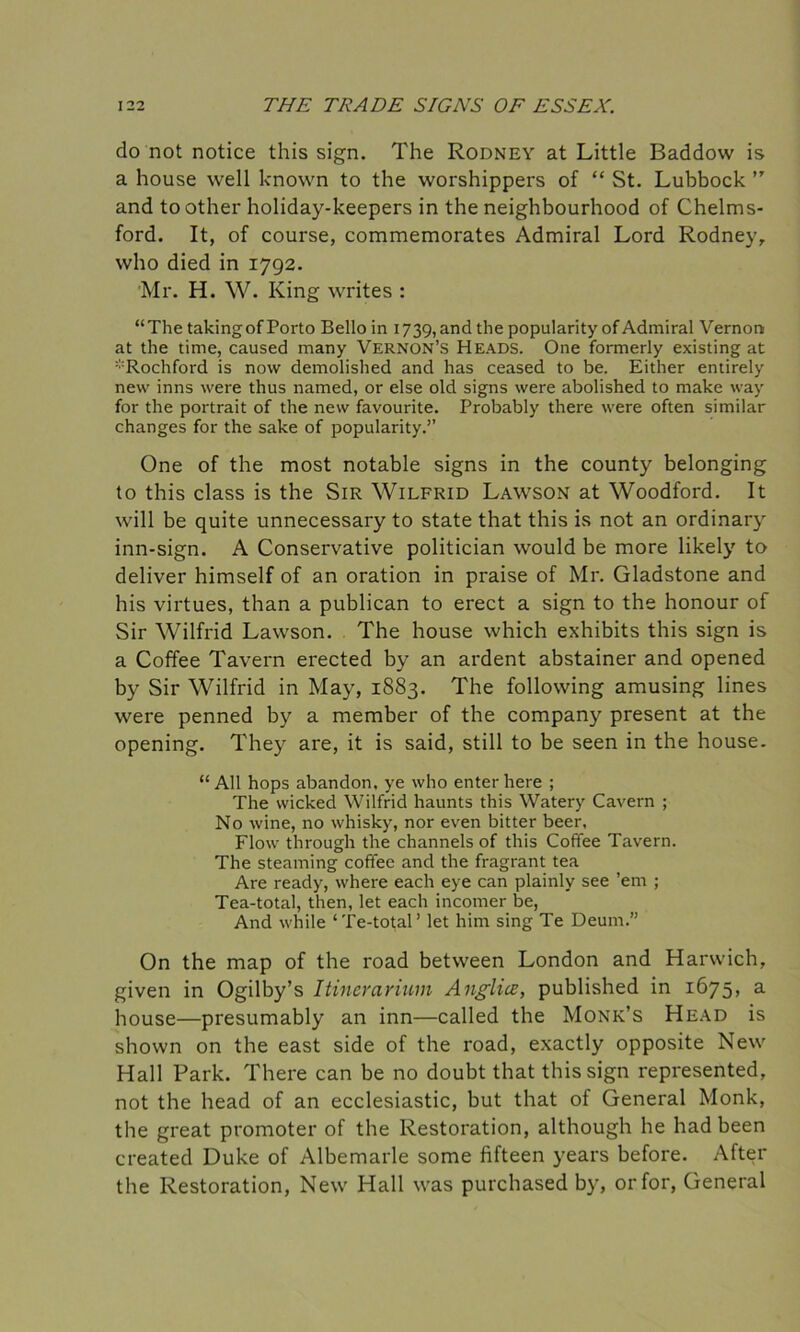 122 THE TRADE SIGNS OF ESSEX.
do not notice this sign. The Rodney at Little Baddow is
a house well known to the worshippers of “ St. Lubbock ”
and to other holiday-keepers in the neighbourhood of Chelms-
ford. It, of course, commemorates Admiral Lord Rodney,
who died in 1792.
Mr. H. W. King writes :
“The taking of Porto Bello in 1739, and the popularity of Admiral Vernon
at the time, caused many Vernon’s Heads. One formerly existing at
*Rochford is now demolished and has ceased to be. Either entirely
new inns were thus named, or else old signs were abolished to make way
for the portrait of the new favourite. Probably there were often similar
changes for the sake of popularity.”
One of the most notable signs in the county belonging
to this class is the Sir Wilfrid Lawson at Woodford. It
will be quite unnecessary to state that this is not an ordinary
inn-sign. A Conservative politician would be more likely to
deliver himself of an oration in praise of Mr. Gladstone and
his virtues, than a publican to erect a sign to the honour of
Sir Wilfrid Lawson. The house which exhibits this sign is
a Coffee Tavern erected by an ardent abstainer and opened
by Sir Wilfrid in May, 1883. The following amusing lines
were penned by a member of the company present at the
opening. They are, it is said, still to be seen in the house.
“ All hops abandon, ye who enter here ;
The wicked Wilfrid haunts this Watery Cavern ;
No wine, no whisky, nor even bitter beer,
Flow through the channels of this Coffee Tavern.
The steaming coffee and the fragrant tea
Are ready, where each eye can plainly see ’em ;
Tea-total, then, let each incomer be,
And while ‘ Te-total ’ let him sing Te Deum.”
On the map of the road between London and Harwich,
given in Ogilby’s Itinerarium Angliæ, published in 1675, a
house—presumably an inn—called the Monk’s Head is
shown on the east side of the road, exactly opposite New
Hall Park. There can be no doubt that this sign represented,
not the head of an ecclesiastic, but that of General Monk,
the great promoter of the Restoration, although he had been
created Duke of Albemarle some fifteen years before. After
the Restoration, New Hall was purchased by, or for, General